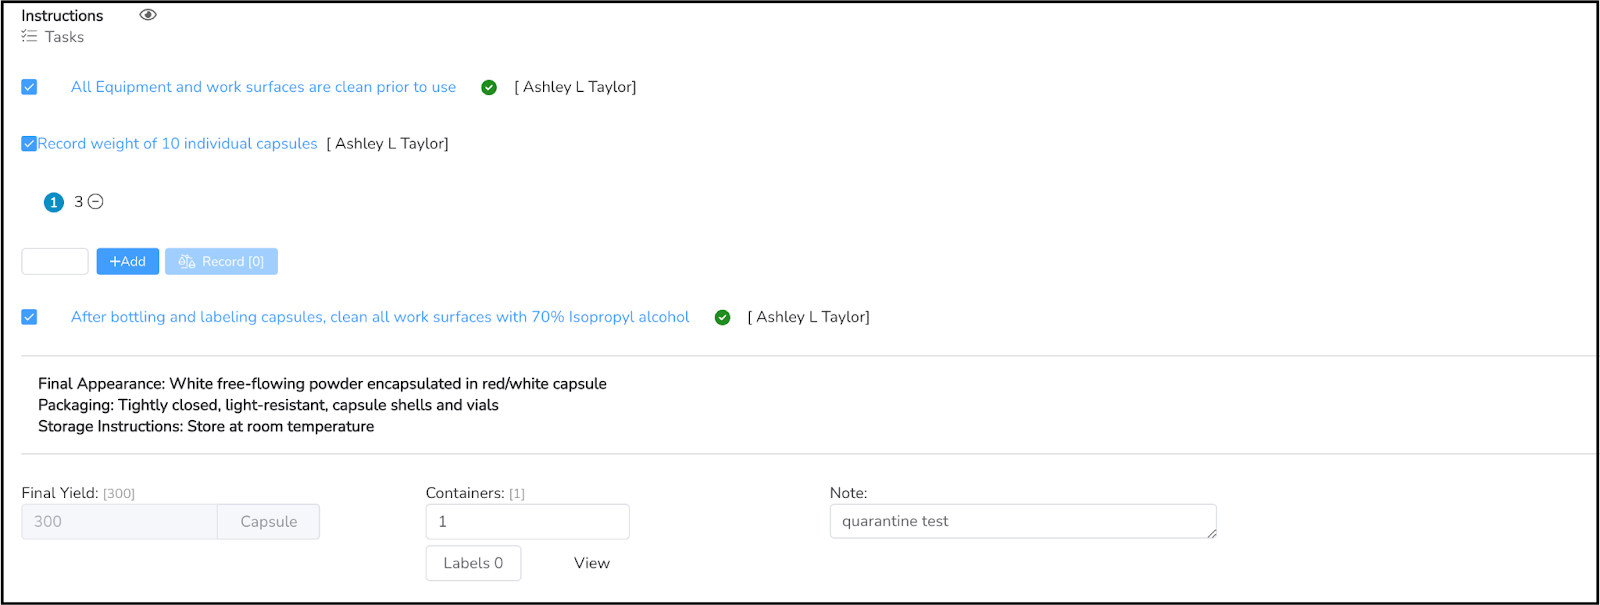 Instructions
Tasks
All Equipment and work surfaces are clean prior to use [ Ashley L Taylor]
Record weight of 10 individual capsules [ Ashley L Taylor]
1 3
+Add Record [0]
After bottling and labeling capsules, clean all work surfaces with 70% Isopropyl alcohol [ Ashley L Taylor]
Final Appearance: White free-flowing powder encapsulated in red/white capsule
Packaging: Tightly closed, light-resistant, capsule shells and vials
Storage Instructions: Store at room temperature
Final Yield: [300] Containers: [1] Note:
300 Capsule 1 quarantine test
Labels 0 View